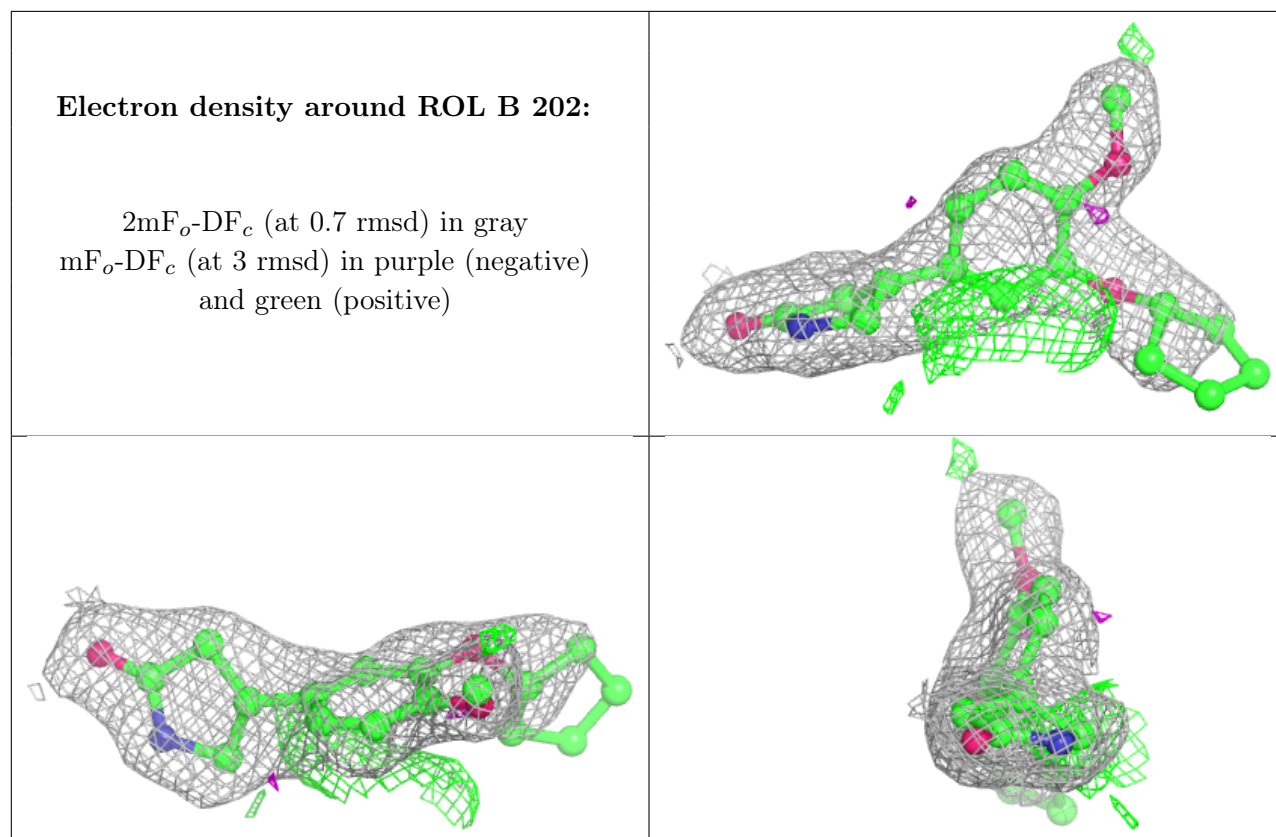 Electron density around ROL B 202:
2mFₒ-DF𝒸 (at 0.7 rmsd) in gray
mFₒ-DF𝒸 (at 3 rmsd) in purple (negative)
and green (positive)